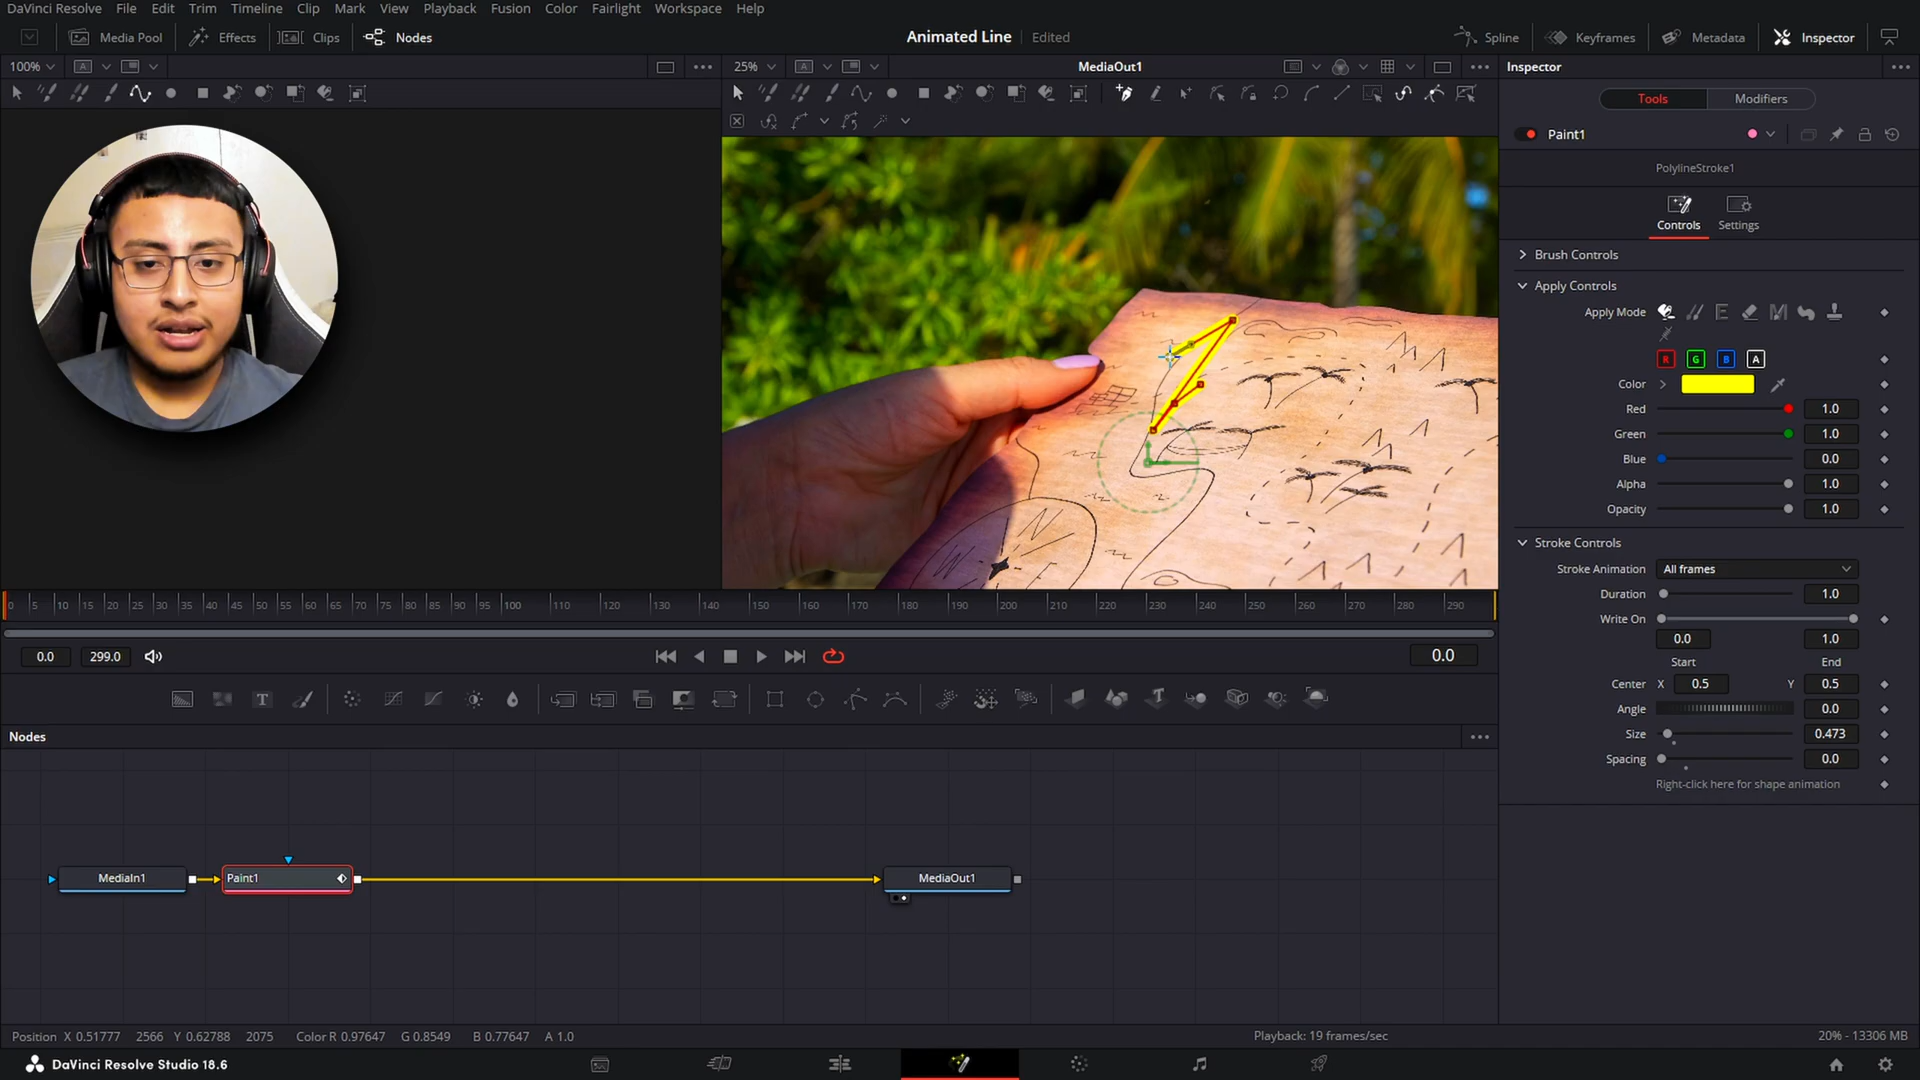 DaVinci Resolve File Edit Trim Timeline Clip Mark View Playback Fusion Color Fairlight Workspace Help
Media Pool Effects Clips Nodes Animated Line Edited Spline Keyframes Metadata Inspector
100% 25% MediaOut1 Inspector
Tools Modifiers
Paint1
PolylineStroke1
Controls Settings
Brush Controls
Apply Controls
Apply Mode
R G B A
Color
Red 1.0
Green 1.0
Blue 0.0
Alpha 1.0
Opacity 1.0
Stroke Controls
Stroke Animation All frames
Duration 1.0
Write On
0.0 1.0
Start End
Center X 0.5 Y 0.5
Angle 0.0
Size 0.473
Spacing 0.0
Right-click here for shape animation
0 5 10 15 20 25 30 35 40 45 50 55 60 65 70 75 80 85 90 95 100 110 120 130 140 150 160 170 180 190 200 210 220 230 240 250 260 270 280 290
0.0 299.0 0.0
Nodes
MediaIn1 Paint1 MediaOut1
Position X 0.51777 2566 Y 0.62788 2075 Color R 0.97647 G 0.8549 B 0.77647 A 1.0 Playback: 19 frames/sec 20% - 13306 MB
DaVinci Resolve Studio 18.6